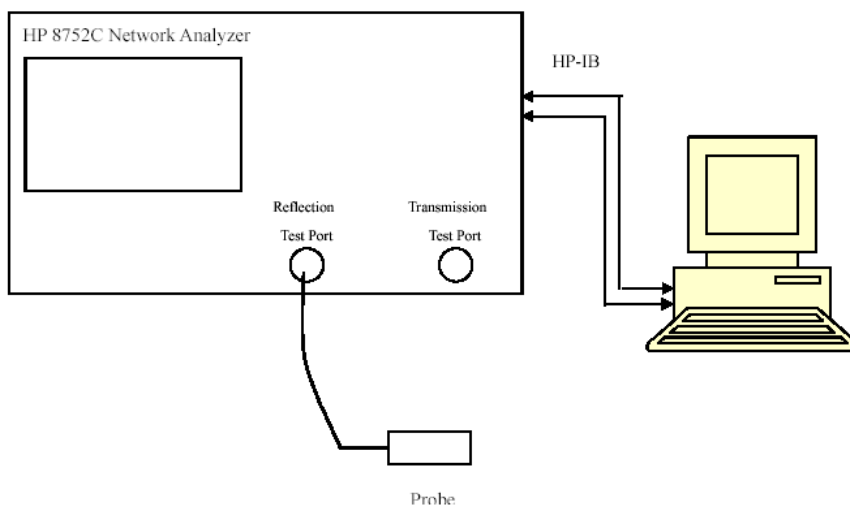 HP 8752C Network Analyzer
HP-IB
Reflection
Test Port
Transmission
Test Port
Probe